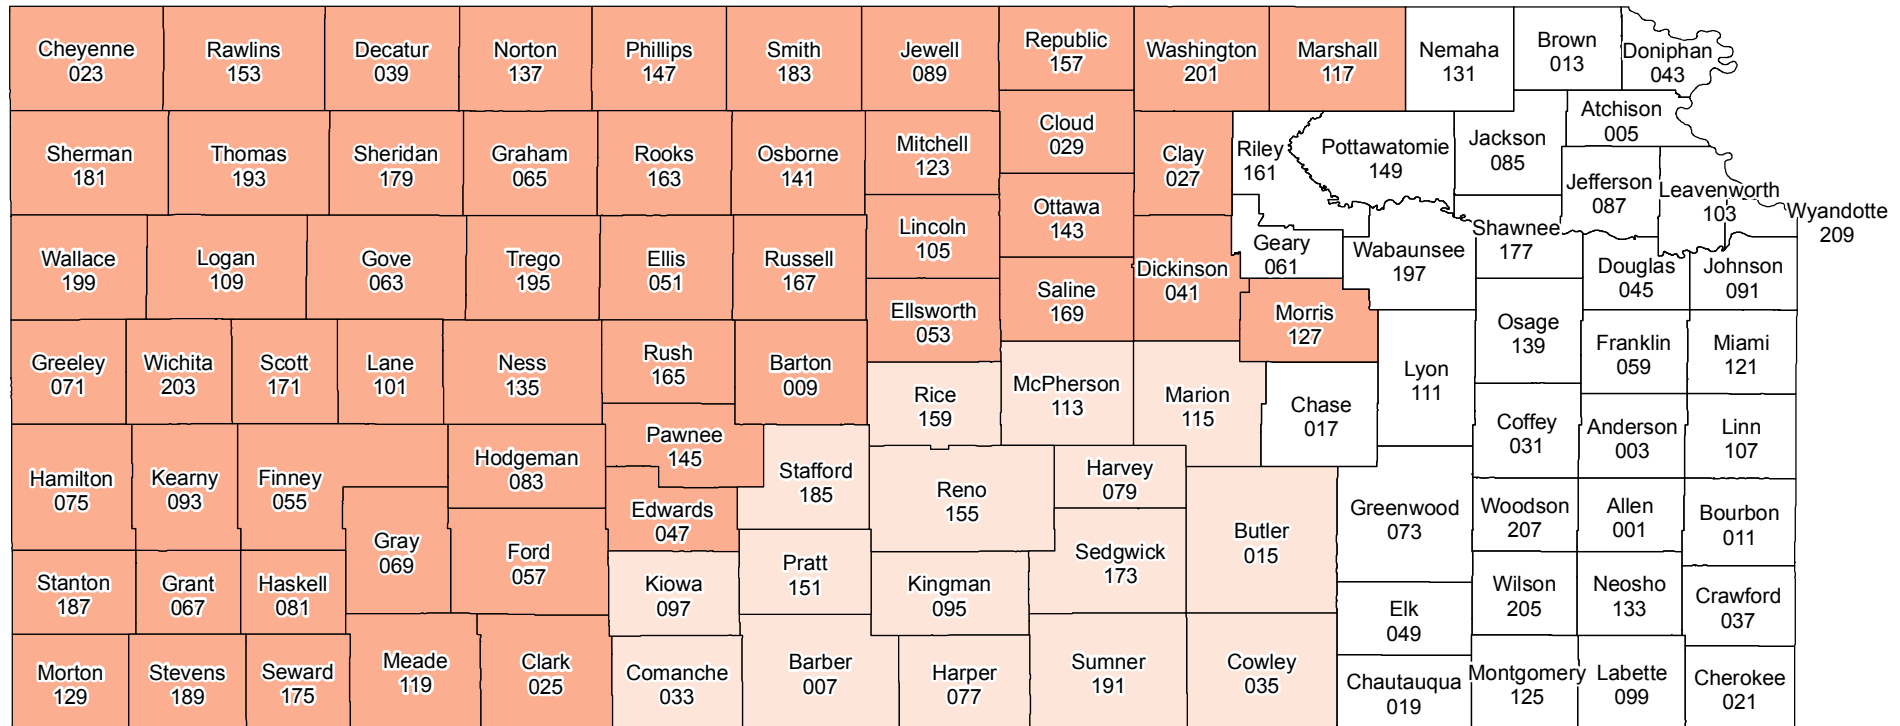 Cheyenne
023
Rawlins
153
Decatur
039
Norton
137
Phillips
147
Smith
183
Jewell
089
Republic
157
Washington
201
Marshall
117
Nemaha
131
Brown
013
Doniphan
043
Sherman
181
Thomas
193
Sheridan
179
Graham
065
Rooks
163
Osborne
141
Mitchell
123
Cloud
029
Clay
027
Riley
161
Pottawatomie
149
Jackson
085
Atchison
005
Jefferson
087
Leavenworth
103
Wyandotte
209
Wallace
199
Logan
109
Gove
063
Trego
195
Ellis
051
Russell
167
Lincoln
105
Ottawa
143
Dickinson
041
Geary
061
Wabaunsee
197
Shawnee
177
Douglas
045
Johnson
091
Ellsworth
053
Saline
169
Morris
127
Osage
139
Franklin
059
Miami
121
Greeley
071
Wichita
203
Scott
171
Lane
101
Ness
135
Rush
165
Barton
009
Rice
159
McPherson
113
Marion
115
Chase
017
Lyon
111
Coffey
031
Anderson
003
Linn
107
Hamilton
075
Kearny
093
Finney
055
Hodgeman
083
Pawnee
145
Stafford
185
Reno
155
Harvey
079
Gray
069
Ford
057
Edwards
047
Sedgwick
173
Butler
015
Greenwood
073
Woodson
207
Allen
001
Bourbon
011
Stanton
187
Grant
067
Haskell
081
Kiowa
097
Pratt
151
Kingman
095
Elk
049
Wilson
205
Neosho
133
Crawford
037
Morton
129
Stevens
189
Seward
175
Meade
119
Clark
025
Comanche
033
Barber
007
Harper
077
Sumner
191
Cowley
035
Chautauqua
019
Montgomery
125
Labette
099
Cherokee
021